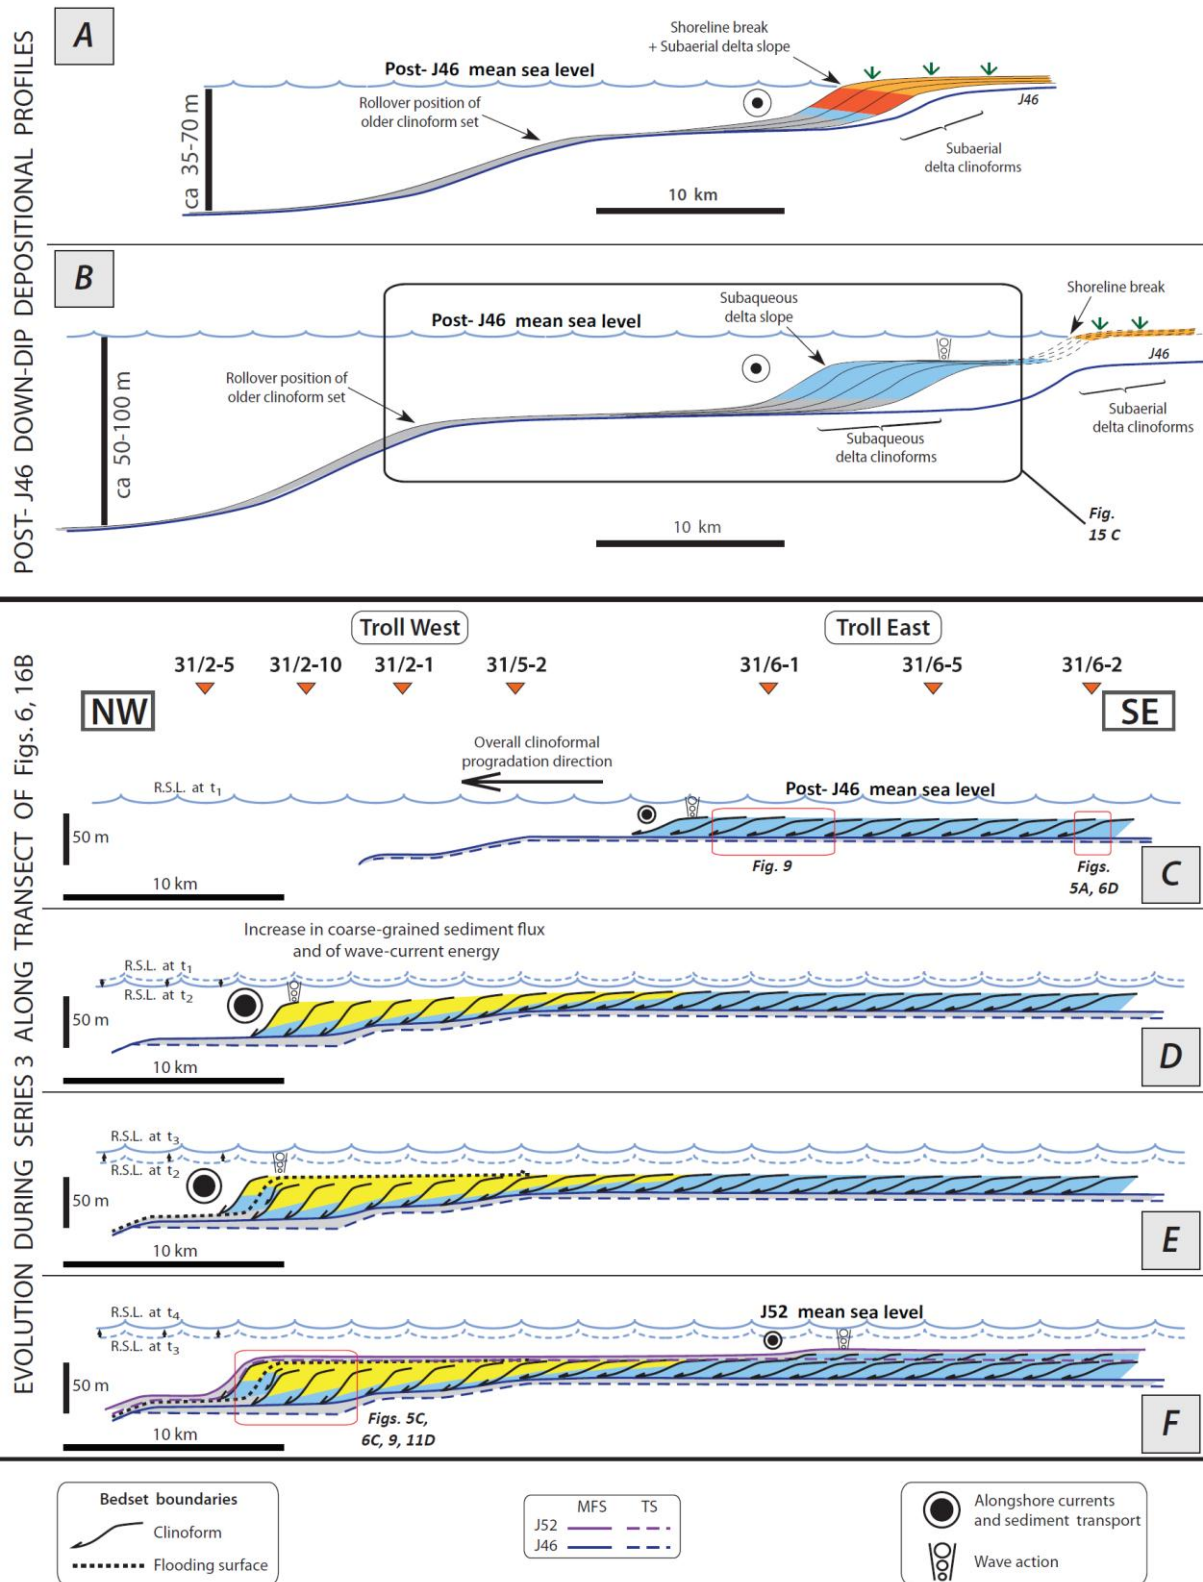 POST- J46 DOWN-DIP DEPOSITIONAL PROFILES
A
Shoreline break
+ Subaerial delta slope
Post- J46 mean sea level
Rollover position of
older clinoform set
J46
ca 35-70 m
Subaerial
delta clinoforms
10 km
B
Shoreline break
Subaqueous
delta slope
Post-J46 mean sea level
J46
Rollover position of
older clinoform set
ca 50-100 m
Subaerial
delta clinoforms
Subaqueous
delta clinoforms
Fig.
15 C
10 km
EVOLUTION DURING SERIES 3 ALONG TRANSECT OF Figs. 6, 16B
Troll West
Troll East
31/2-5 31/2-10 31/2-1 31/5-2 31/6-1 31/6-5 31/6-2
NW
SE
Overall clinoformal
progradation direction
R.S.L. at t1
Post- J46 mean sea level
50 m
Fig. 9
Figs.
5A, 6D
10 km
C
Increase in coarse-grained sediment flux
and of wave-current energy
R.S.L. at t1
R.S.L. at t2
50 m
10 km
D
R.S.L. at t3
R.S.L. at t2
50 m
10 km
E
R.S.L. at t4
J52 mean sea level
R.S.L. at t3
50 m
Figs. 5C,
6C, 9, 11D
10 km
F
Bedset boundaries
Clinoform
Flooding surface
MFS TS
J52
J46
Alongshore currents
and sediment transport
Wave action